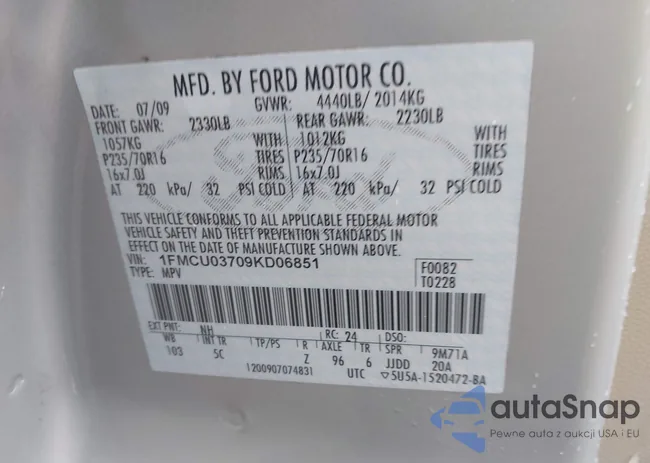 MFD. BY FORD MOTOR CO.
DATE: 07/09 GVWR: 4440LB/ 2014KG
FRONT GAWR: 2330LB REAR GAWR: 2230LB
1057KG WITH 1012KG WITH
P235/70R16 TIRES P235/70R16 TIRES
16x7.0J RIMS 16x7.0J RIMS
AT 220 kPa/ 32 PSI COLD AT 220 kPa/ 32 PSI COLD
THIS VEHICLE CONFORMS TO ALL APPLICABLE FEDERAL MOTOR
VEHICLE SAFETY AND THEFT PREVENTION STANDARDS IN
EFFECT ON THE DATE OF MANUFACTURE SHOWN ABOVE.
VIN: 1FMCU03709KD06851 F0082
TYPE: MPV T0228
EXT PNT: NH RC: 24 DSO:
WB INT TR TP/PS R AXLE TR SPR 9M71A
103 5C Z 96 6 JJDD 20A
1200907074831 UTC 5U5A-1520472-BA
Ford
autaSnap
Pewne auta z aukcji USA i EU